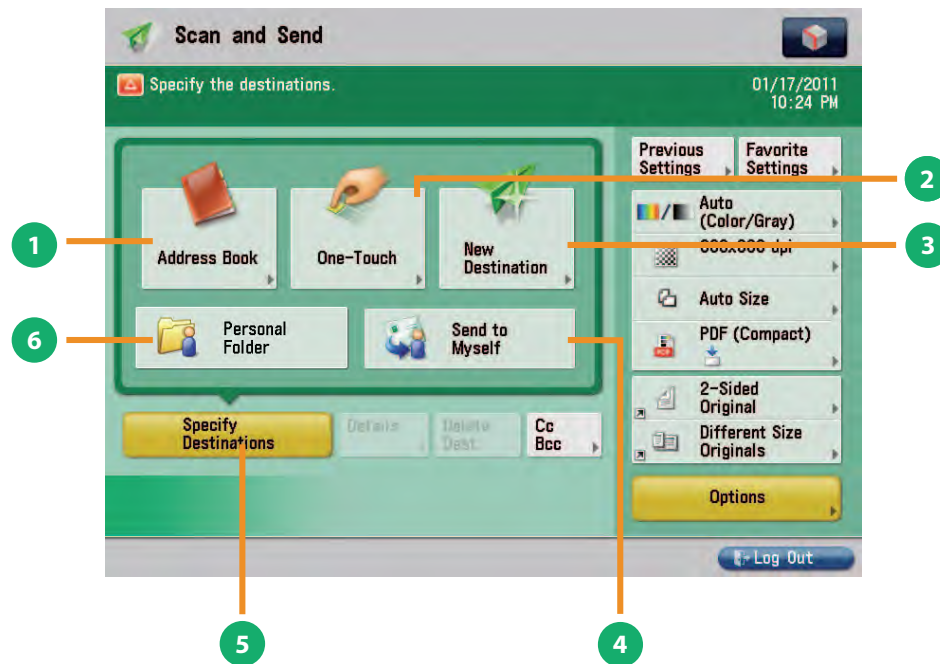 Scan and Send
Specify the destinations.
01/17/2011
10:24 PM
Previous
Settings
Favorite
Settings
2
Address Book
One-Touch
New
Destination
Auto
(Color/Gray)
1
3
dpi
Auto Size
6
Personal
Folder
Send to
Myself
PDF (Compact)
2-Sided
Original
Specify
Destinations
Details
Delete
Dest.
Cc
Bcc
Different Size
Originals
Options
Log Out
5
4